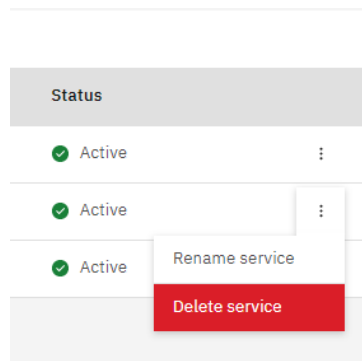 Status
Active
Active
Active
Rename service
Delete service